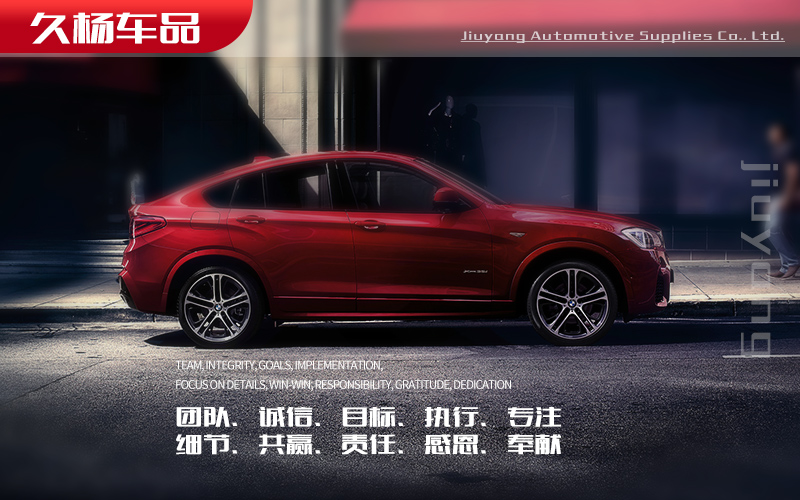 久杨车品
Jiuyang Automotive Supplies Co., Ltd.
jiuyang
TEAM, INTEGRITY, GOALS, IMPLEMENTATION,
FOCUS ON DETAILS, WIN-WIN, RESPONSIBILITY, GRATITUDE, DEDICATION
团队、诚信、目标、执行、专注
细节、共赢、责任、感恩、奉献